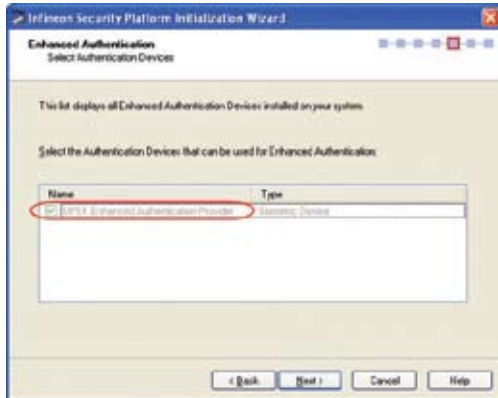 Infineon Security Platform Initialization Wizard
Enhanced Authentication
Select Authentication Devices
This list displays all Enhanced Authentication Devices installed on your system.
Select the Authentication Devices that can be used for Enhanced Authentication:
Name Type
UPEK Enhanced Authentication Provider Biometric Device
< Back Next > Cancel Help